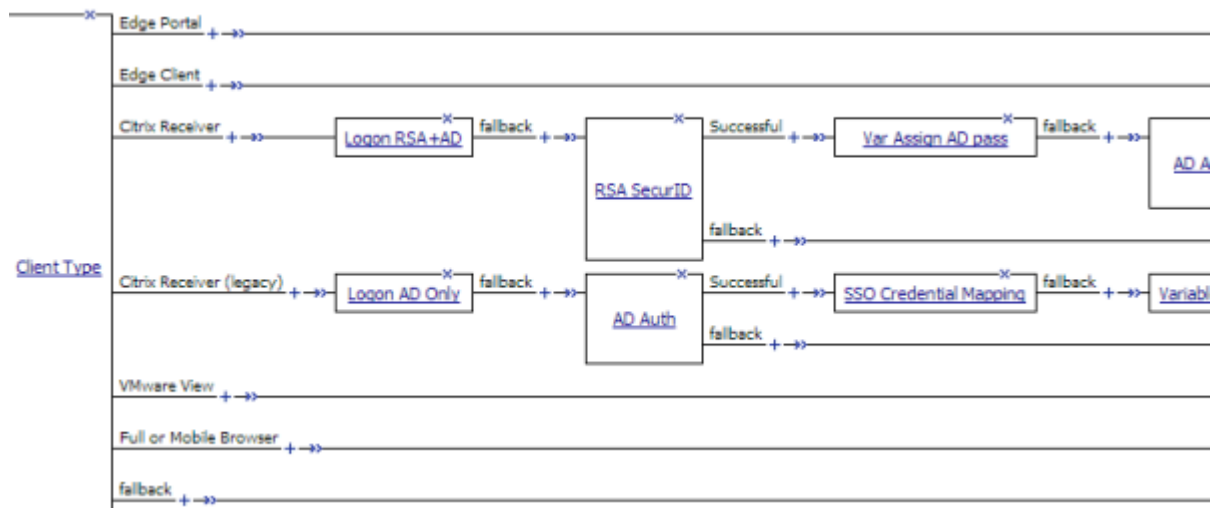 Edge Portal
Edge Client
Citrix Receiver
Logon RSA+AD
fallback
RSA SecurID
Successful
Var Assign AD pass
fallback
AD A
fallback
Client Type
Citrix Receiver (legacy)
Logon AD Only
fallback
AD Auth
Successful
SSO Credential Mapping
fallback
Variabl
fallback
VMware View
Full or Mobile Browser
fallback